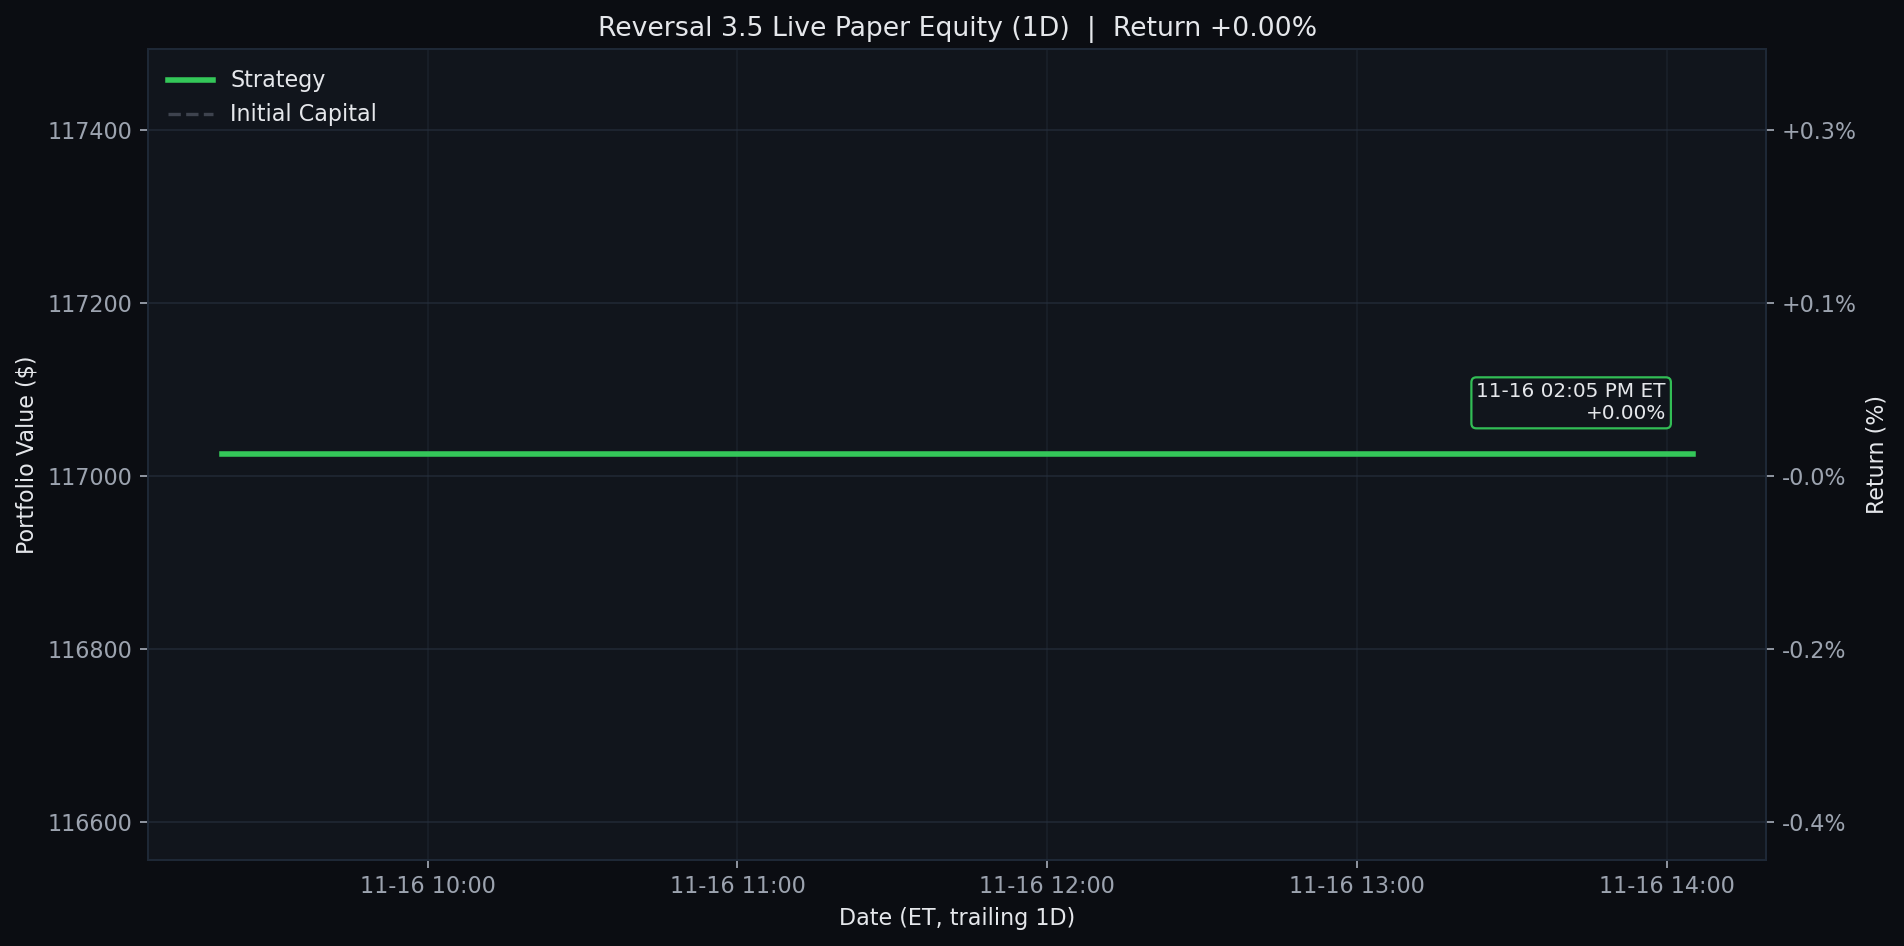 Reversal 3.5 Live Paper Equity (1D) | Return +0.00%
Strategy
Initial Capital
117400
117200
117000
116800
116600
Portfolio Value ($)
+0.3%
+0.1%
-0.0%
-0.2%
-0.4%
Return (%)
11-16 02:05 PM ET
+0.00%
11-16 10:00
11-16 11:00
11-16 12:00
11-16 13:00
11-16 14:00
Date (ET, trailing 1D)